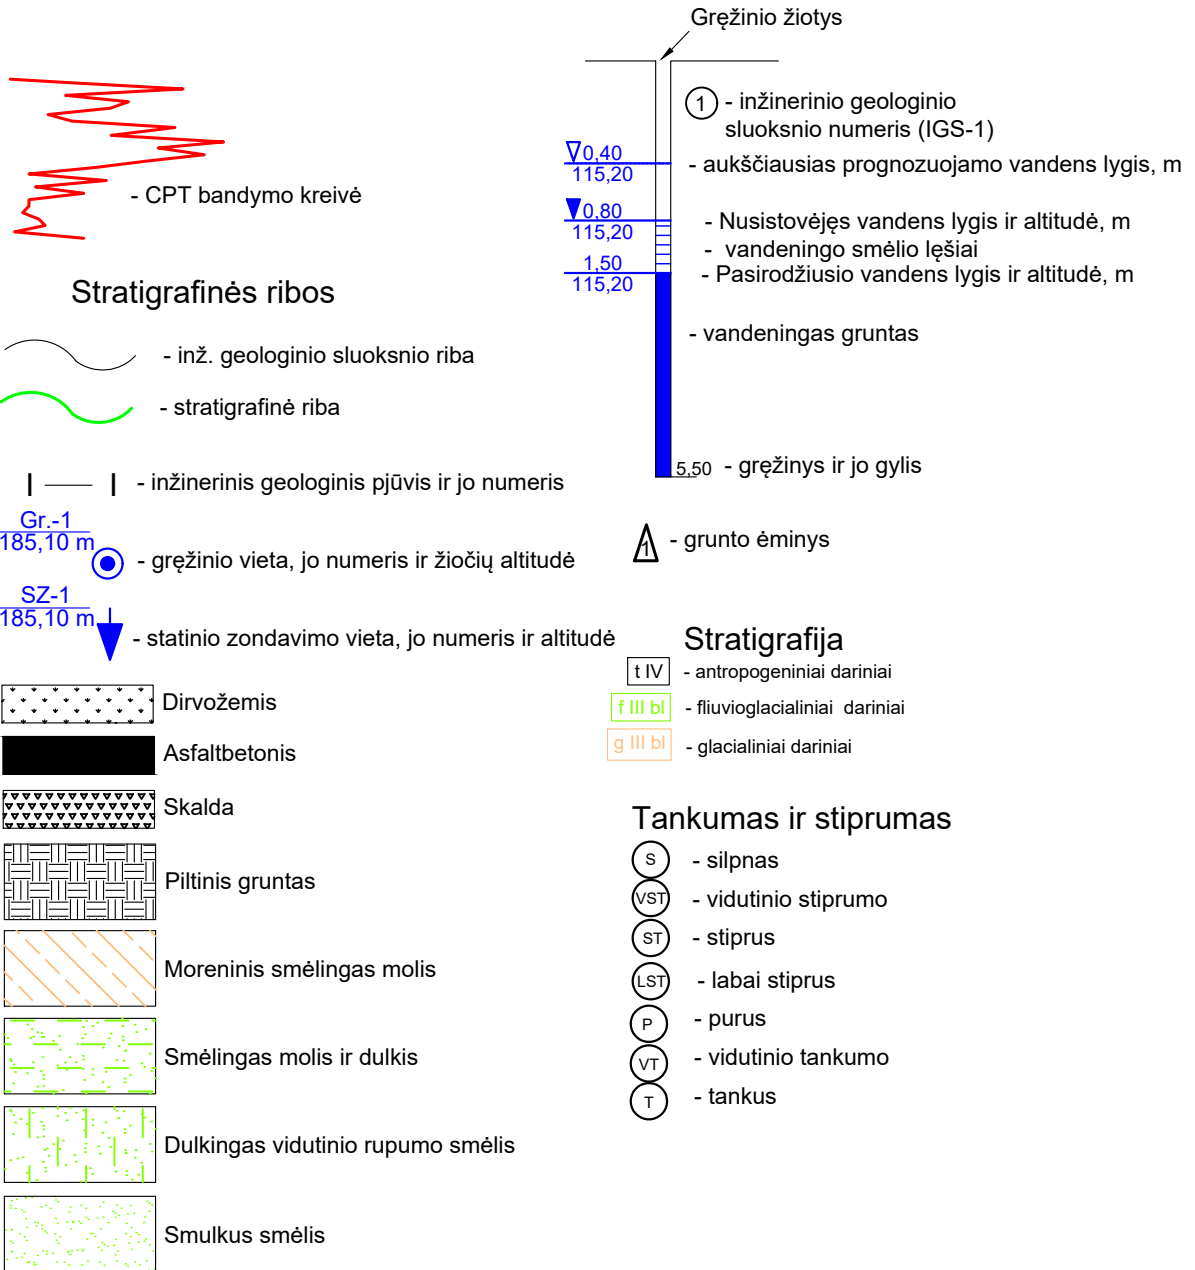 Gręžinio žiotys
1 - inžinerinio geologinio
sluoksnio numeris (IGS-1)
0,40
115,20
- aukščiausias prognozuojamo vandens lygis, m
- CPT bandymo kreivė
0,80
115,20
- Nusistovėjęs vandens lygis ir altitudė, m
- vandeningo smėlio lęšiai
1,50
115,20
- Pasirodžiusio vandens lygis ir altitudė, m
- vandeningas gruntas
5,50 - gręžinys ir jo gylis
1 - grunto ėminys
Stratigrafinės ribos
- inž. geologinio sluoksnio riba
- stratigrafinė riba
I I - inžinerinis geologinis pjūvis ir jo numeris
Gr.-1
185,10 m
- gręžinio vieta, jo numeris ir žiočių altitudė
SZ-1
185,10 m
- statinio zondavimo vieta, jo numeris ir altitudė
Dirvožemis
Asfaltbetonis
Skalda
Piltinis gruntas
Moreninis smėlingas molis
Smėlingas molis ir dulkis
Dulkingas vidutinio rupumo smėlis
Smulkus smėlis
Stratigrafija
t IV - antropogeniniai dariniai
f III bl - fliuvioglacialiniai dariniai
g III bl - glacialiniai dariniai
Tankumas ir stiprumas
S - silpnas
VST - vidutinio stiprumo
ST - stiprus
LST - labai stiprus
P - purus
VT - vidutinio tankumo
T - tankus